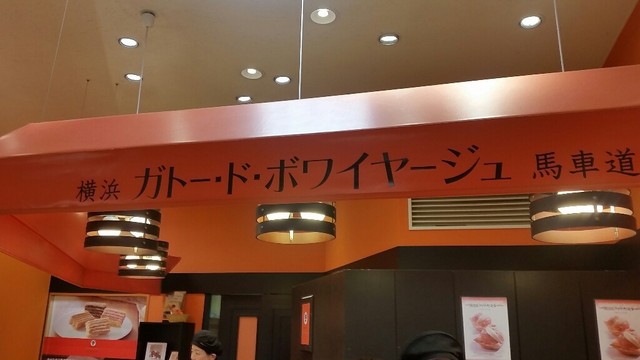 横浜 ガトー・ド・ボワイヤージュ 馬車道